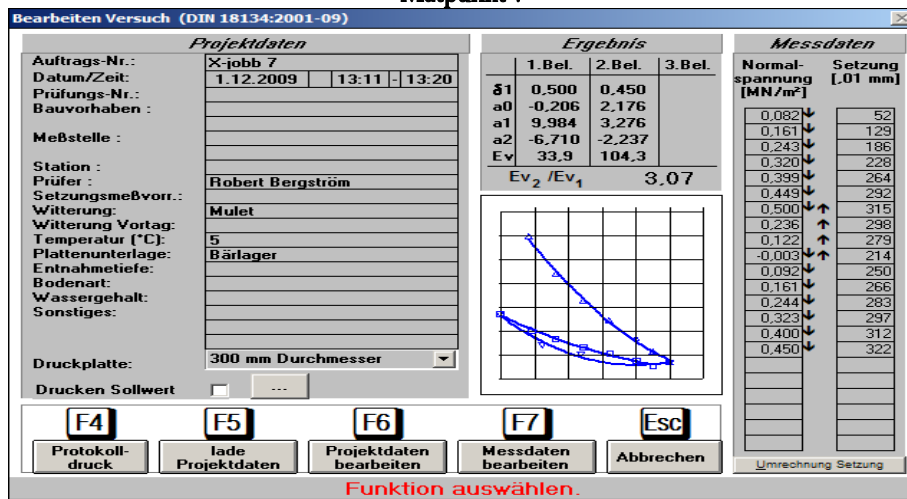 Mätpunkt 7
Bearbeiten Versuch (DIN 18134:2001-09)
Projektdaten
Auftrags-Nr.: X-jobb 7
Datum/Zeit: 1.12.2009 13:11 - 13:20
Prüfungs-Nr.:
Bauvorhaben :
Meßstelle :
Station :
Prüfer : Robert Bergström
Setzungsmeßvorr.:
Witterung: Mulet
Witterung Vortag:
Temperatur (°C): 5
Plattenunterlage: Bärlager
Entnahmetiefe:
Bodenart:
Wassergehalt:
Sonstiges:
Druckplatte: 300 mm Durchmesser
Drucken Sollwert ...
Ergebnis
1.Bel. 2.Bel. 3.Bel.
δ1 0,500 0,450
a0 -0,206 2,176
a1 9,984 3,276
a2 -6,710 -2,237
Ev 33,9 104,3
Ev2 /Ev1 3,07
Messdaten
Normal- Setzung
spannung [,01 mm]
[MN/m²]
0,082 ↓ 52
0,161 ↓ 129
0,243 ↓ 186
0,320 ↓ 228
0,399 ↓ 264
0,449 ↓ 292
0,500 ↓ ↑ 315
0,236 ↑ 298
0,122 ↑ 279
-0,003 ↓ ↑ 214
0,092 ↓ 250
0,161 ↓ 266
0,244 ↓ 283
0,323 ↓ 297
0,400 ↓ 312
0,450 ↓ 322
Umrechnung Setzung
F4 F5 F6 F7 Esc
Protokoll- lade Projektdaten Messdaten Abbrechen
druck Projektdaten bearbeiten bearbeiten
Funktion auswählen.